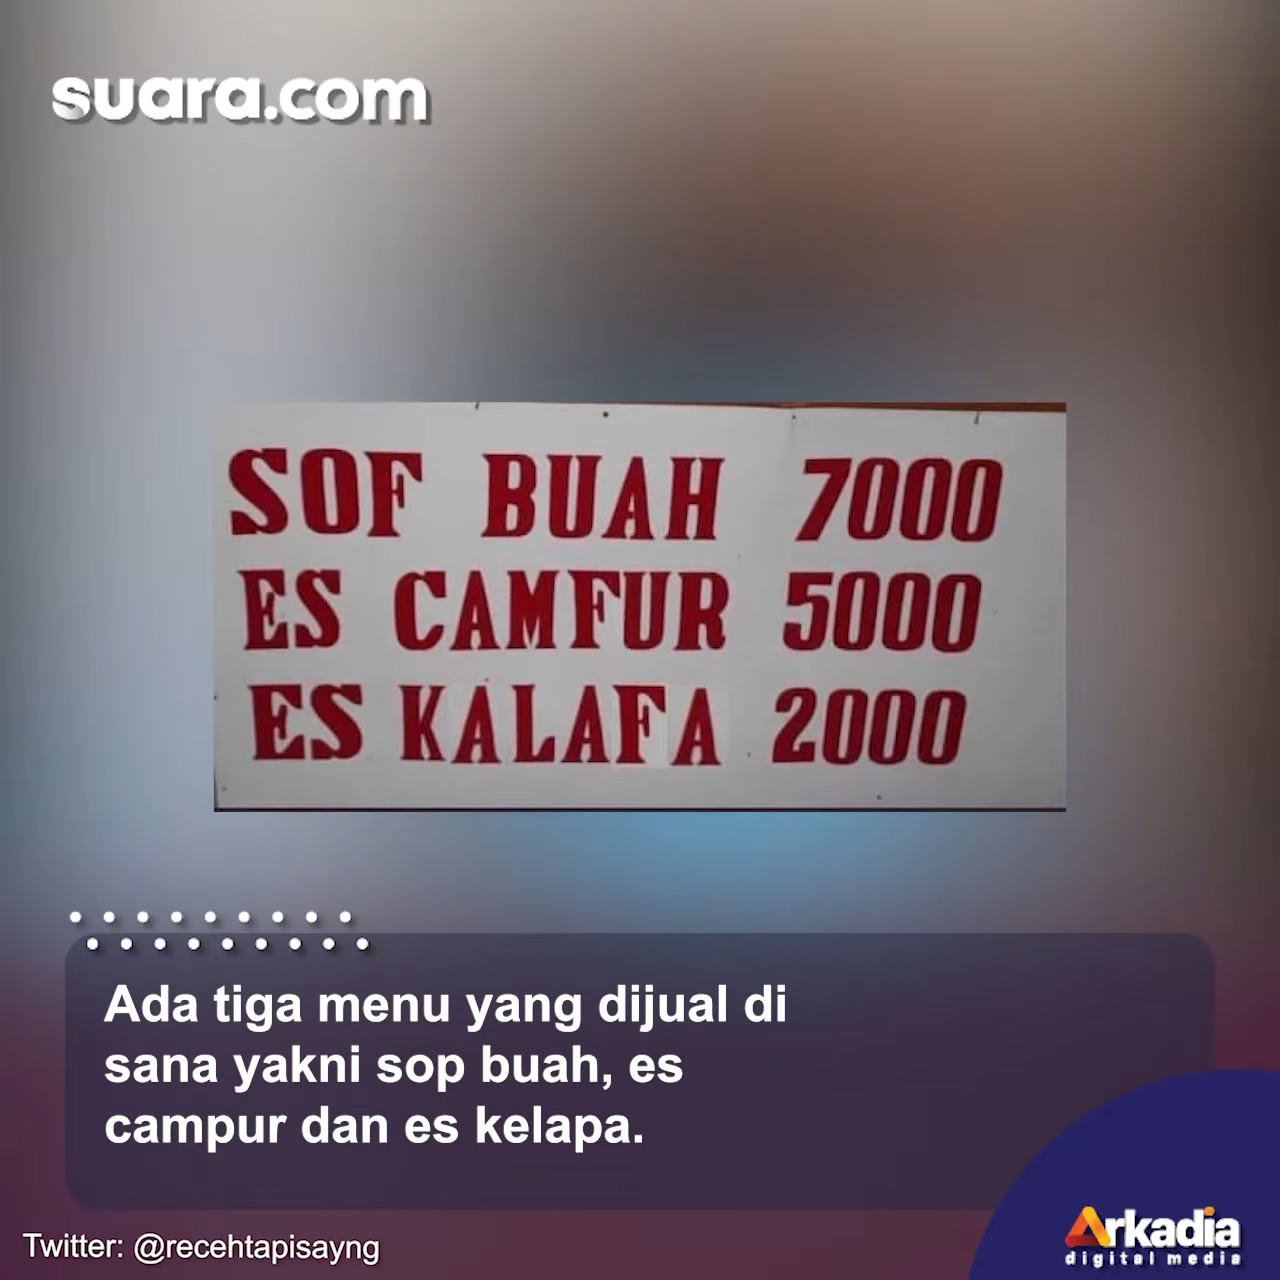 suara.com
SOF BUAH 7000
ES CAMFUR 5000
ES KALAFA 2000
Ada tiga menu yang dijual di
sana yakni sop buah, es
campur dan es kelapa.
Twitter: @recehtapisayng
Arkadia
digital media